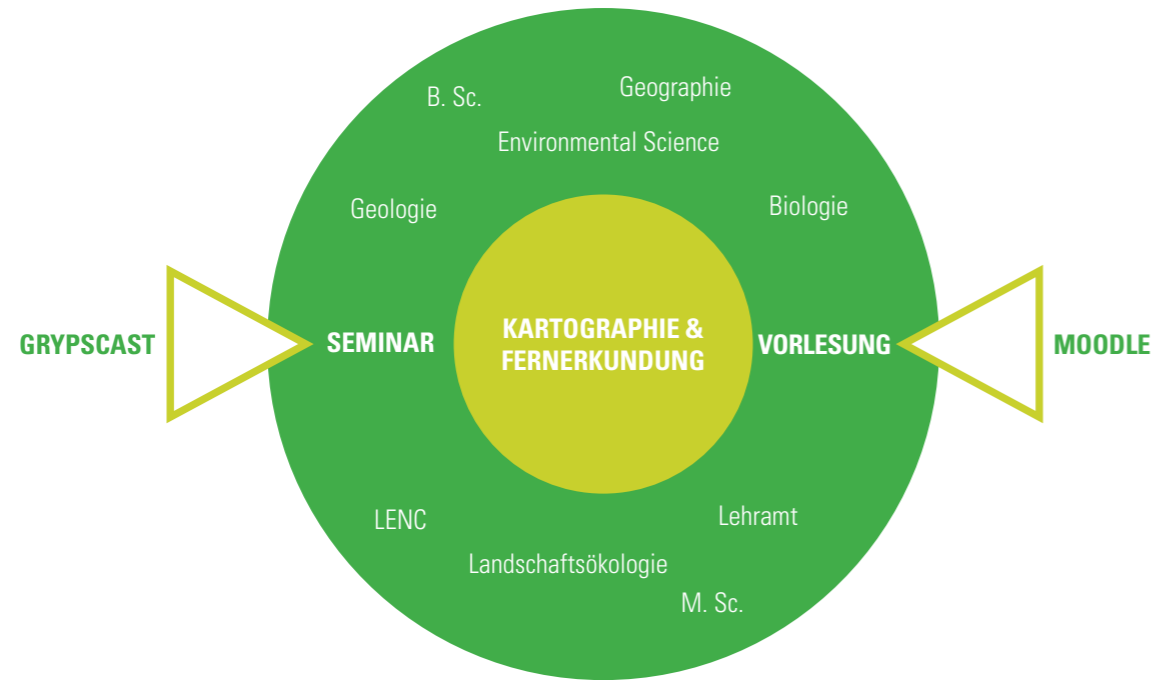 B. Sc.
Geographie
Environmental Science
Geologie
Biologie
GRYPSCAST
SEMINAR
KARTOGRAPHIE &
FERNERKUNDUNG
VORLESUNG
MOODLE
LENC
Lehramt
Landschaftsökologie
M. Sc.